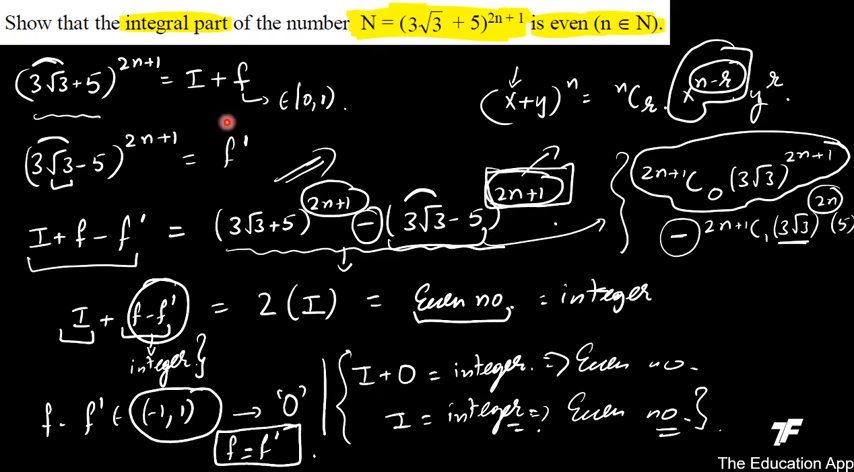 Show that the integral part of the number N = (3√3 + 5)^{2n + 1} is even (n ∈ N).
(3√3+5)^{2n+1} = I + f
→ ∈ [0,1).
(x+y)^n = ^nC_r x^{n-r} y^r.
(3√3-5)^{2n+1} = f'
I + f - f' = (3√3+5)^{2n+1} - (3√3-5)^{2n+1}
^{2n+1}C_0 (3√3)^{2n+1}
- ^{2n+1}C_1 (3√3)^{2n} (5)
I + f-f' = 2 (I) = Even no. = integer
integer}
f - f' ∈ (-1,1) → '0'
f = f'
I + 0 = integer ⇒ Even no.
I = integer ⇒ Even no.
The Education App